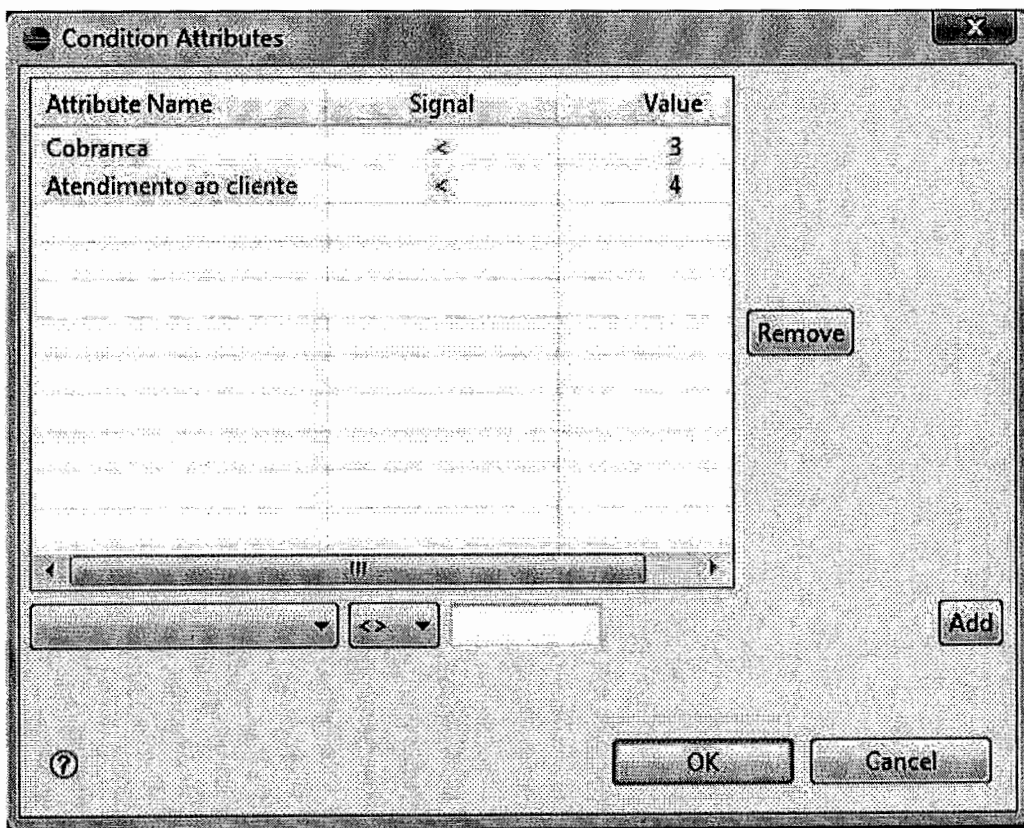 Condition Attributes
Attribute Name Signal Value
Cobranca < 3
Atendimento ao cliente < 4
Remove
<> Add
OK Cancel